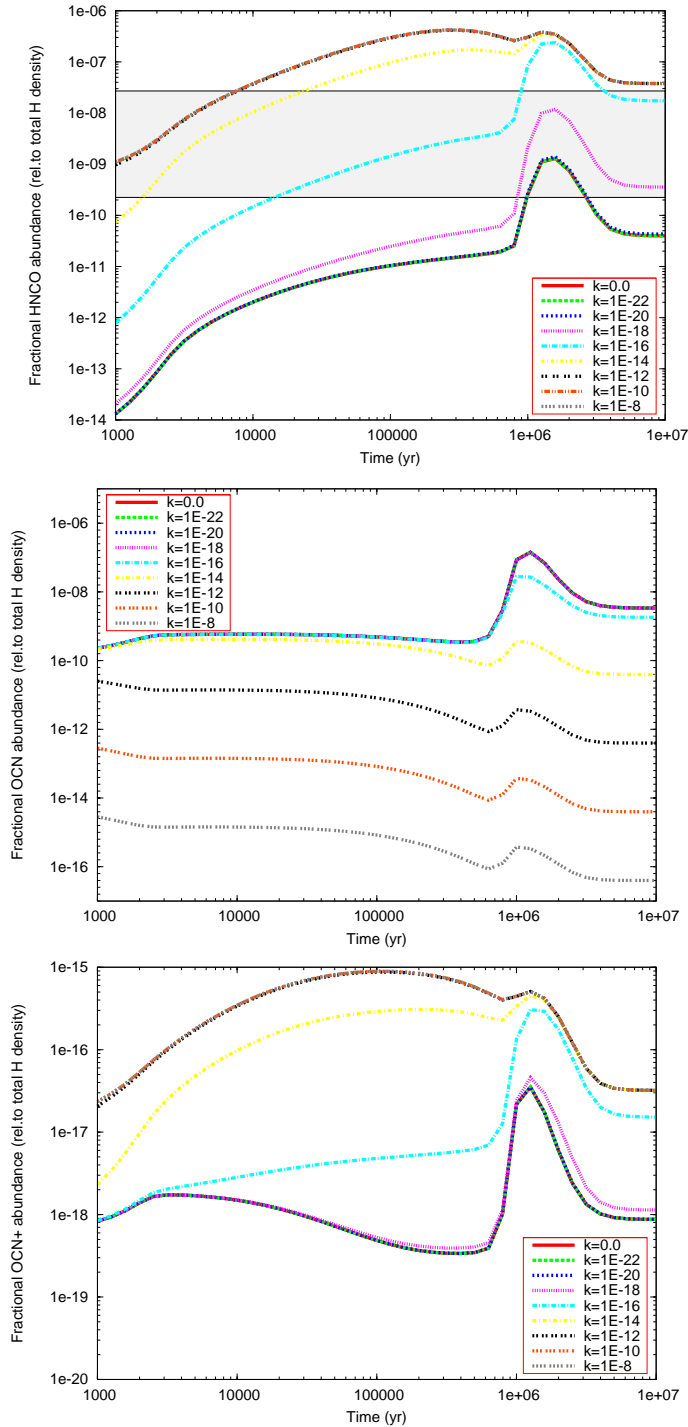 Fractional HNCO abundance (rel.to total H density)
1e-06
1e-07
1e-08
1e-09
1e-10
1e-11
1e-12
1e-13
1e-14
k=0.0
k=1E-22
k=1E-20
k=1E-18
k=1E-16
k=1E-14
k=1E-12
k=1E-10
k=1E-8
1000
10000
100000
1e+06
1e+07
Time (yr)
Fractional OCN abundance (rel.to total H density)
1e-06
1e-08
1e-10
1e-12
1e-14
1e-16
k=0.0
k=1E-22
k=1E-20
k=1E-18
k=1E-16
k=1E-14
k=1E-12
k=1E-10
k=1E-8
1000
10000
100000
1e+06
1e+07
Time (yr)
Fractional OCN+ abundance (rel.to total H density)
1e-15
1e-16
1e-17
1e-18
1e-19
1e-20
k=0.0
k=1E-22
k=1E-20
k=1E-18
k=1E-16
k=1E-14
k=1E-12
k=1E-10
k=1E-8
1000
10000
100000
1e+06
1e+07
Time (yr)